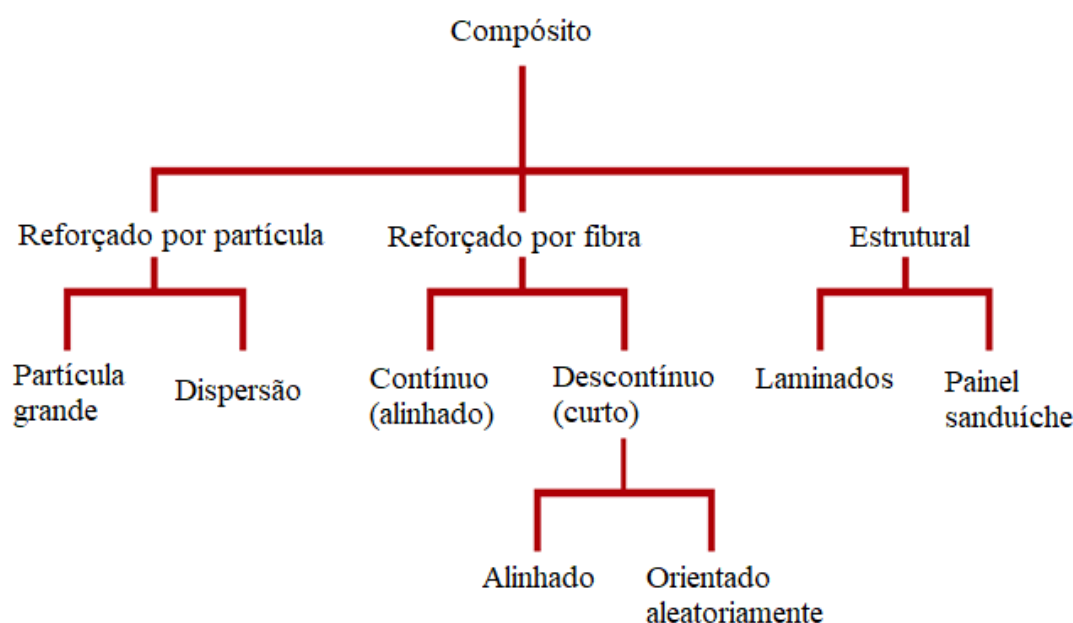 Compósito
Reforçado por partícula
Reforçado por fibra
Estrutural
Partícula
grande
Dispersão
Contínuo
(alinhado)
Descontínuo
(curto)
Laminados
Painel
sanduíche
Alinhado
Orientado
aleatoriamente